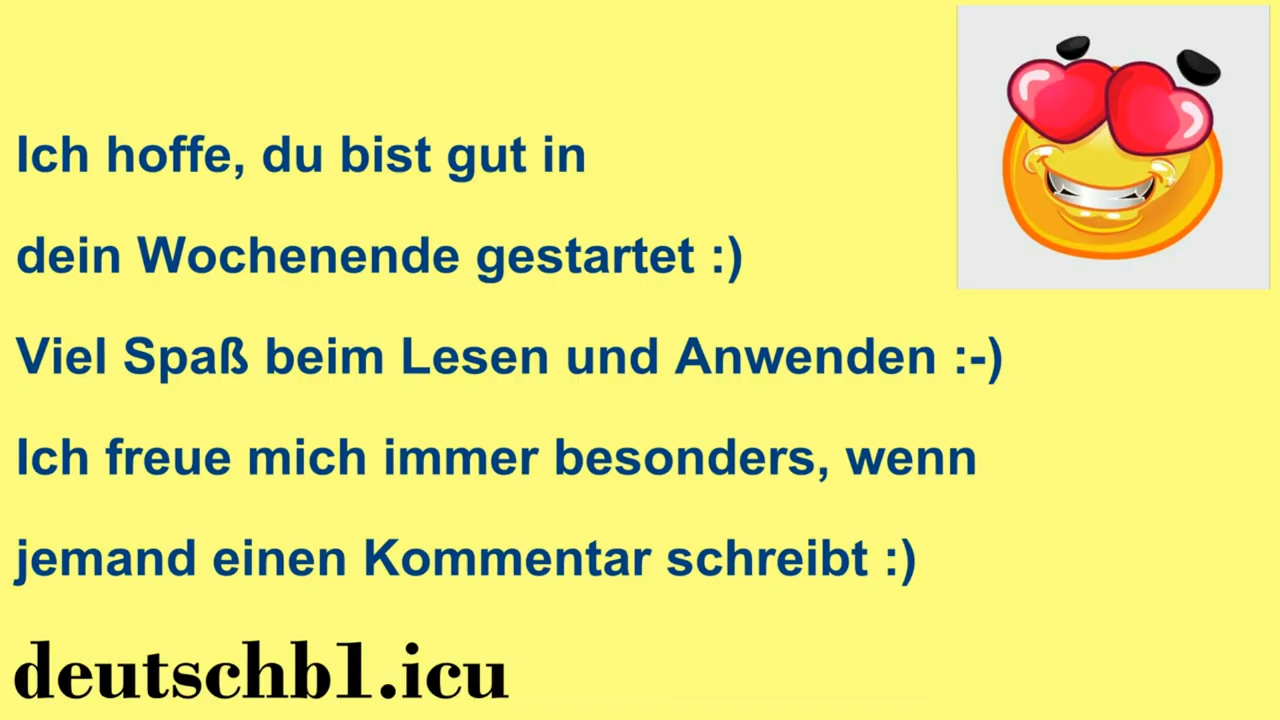 Ich hoffe, du bist gut in
dein Wochenende gestartet :)
Viel Spaß beim Lesen und Anwenden :-)
Ich freue mich immer besonders, wenn
jemand einen Kommentar schreibt :)
deutschb1.icu